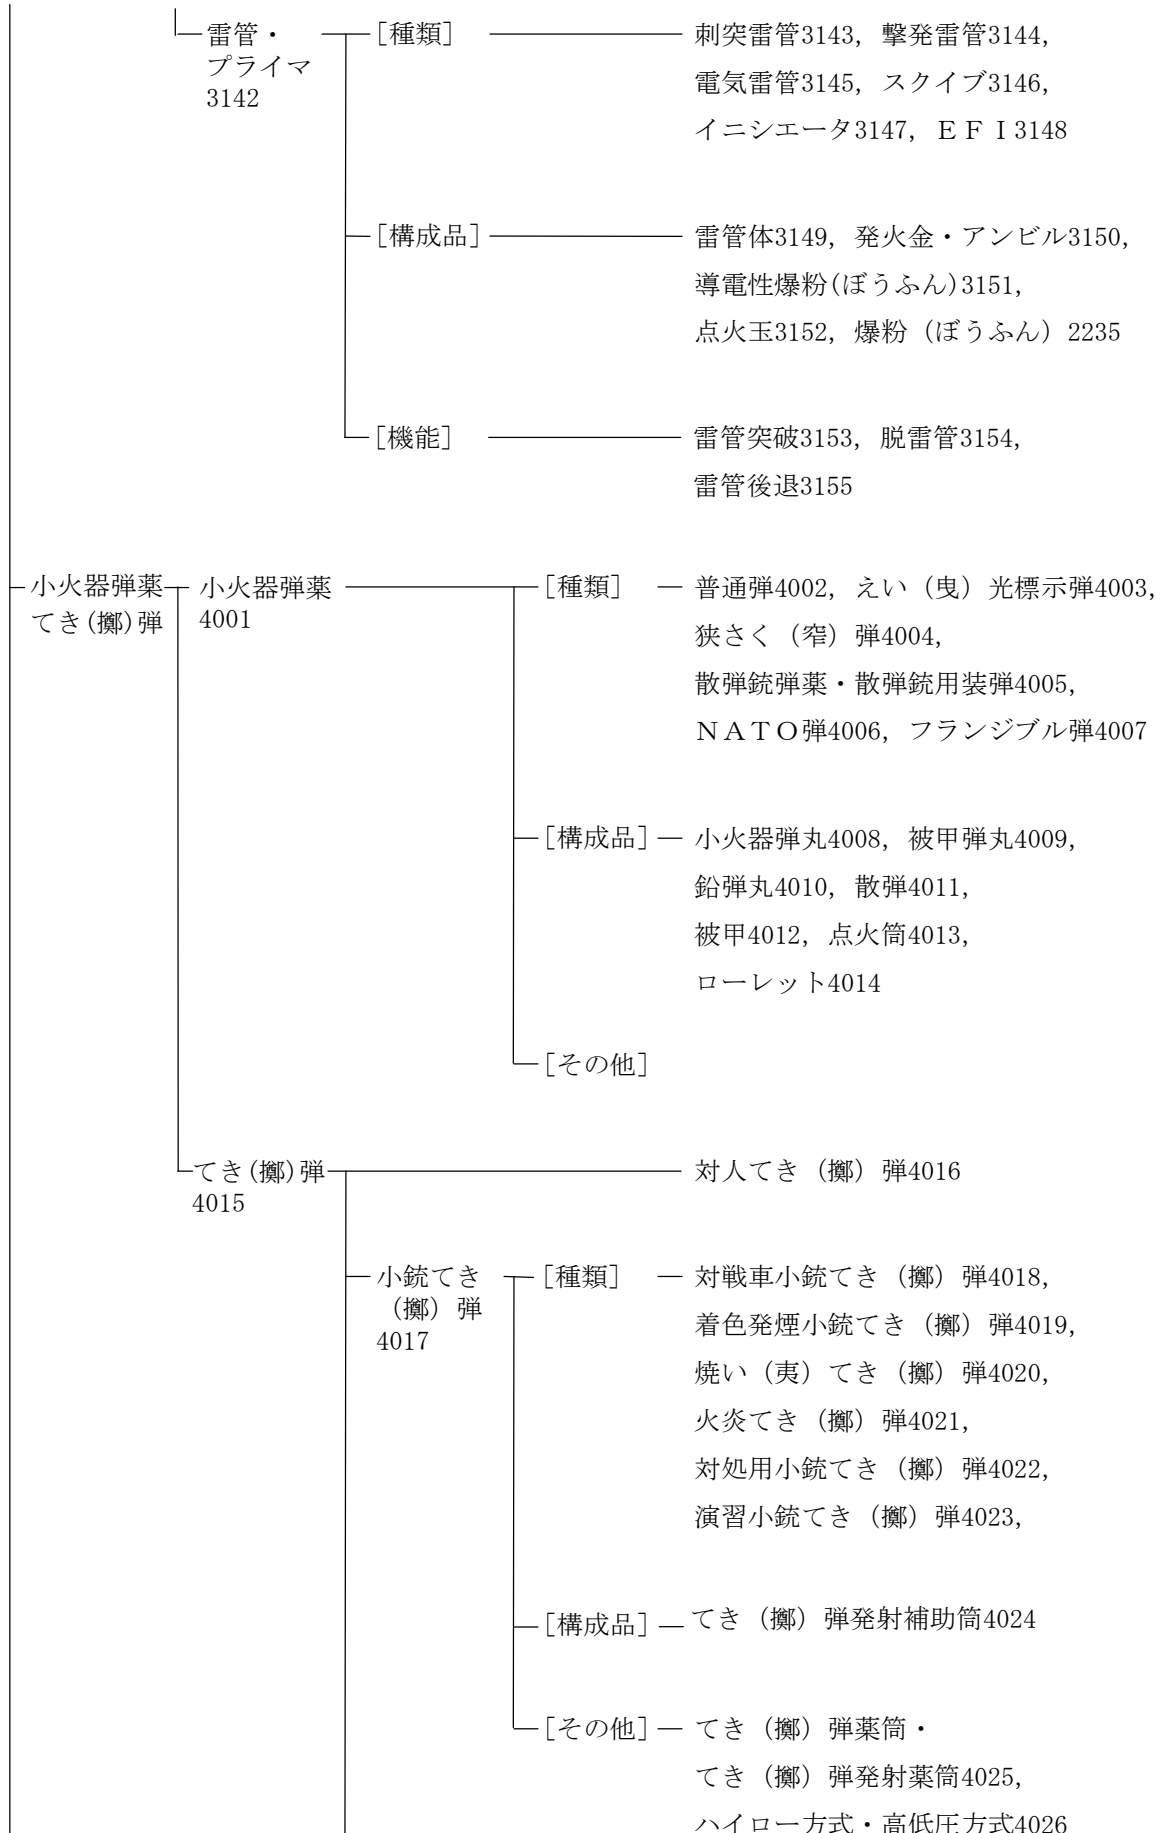 雷管・
プライマ
3142
[種類]
刺突雷管3143，撃発雷管3144，
電気雷管3145，スクイブ3146，
イニシエータ3147，ＥＦＩ3148
[構成品]
雷管体3149，発火金・アンビル3150，
導電性爆粉(ぼうふん)3151，
点火玉3152，爆粉（ぼうふん）2235
[機能]
雷管突破3153，脱雷管3154，
雷管後退3155
小火器弾薬
てき(擲)弾
小火器弾薬
4001
[種類]
普通弾4002，えい（曳）光標示弾4003，
狭さく（窄）弾4004，
散弾銃弾薬・散弾銃用装弾4005，
ＮＡＴＯ弾4006，フランジブル弾4007
[構成品]
小火器弾丸4008，被甲弾丸4009，
鉛弾丸4010，散弾4011，
被甲4012，点火筒4013，
ローレット4014
[その他]
てき(擲)弾
4015
対人てき（擲）弾4016
小銃てき
（擲）弾
4017
[種類]
対戦車小銃てき（擲）弾4018，
着色発煙小銃てき（擲）弾4019，
焼い（夷）てき（擲）弾4020，
火炎てき（擲）弾4021，
対処用小銃てき（擲）弾4022，
演習小銃てき（擲）弾4023，
[構成品]
てき（擲）弾発射補助筒4024
[その他]
てき（擲）弾薬筒・
てき（擲）弾発射薬筒4025，
ハイロー方式・高低圧方式4026